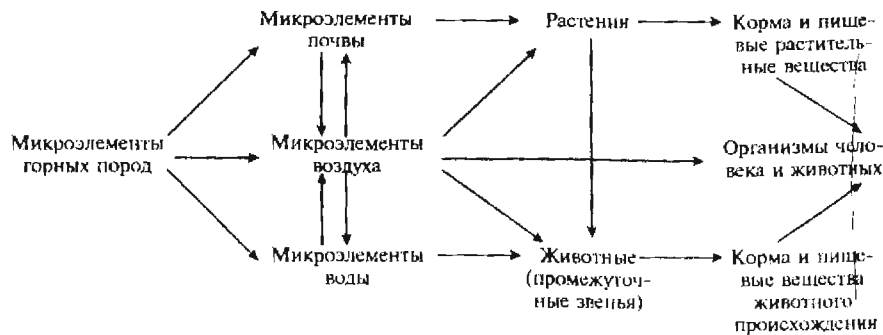 Микроэлементы
почвы
Растения
Корма и пище-
вые раститель-
ные вещества
Микроэлементы
горных пород
Микроэлементы
воздуха
Организмы чело-
века и животных
Микроэлементы
воды
Животные
(промежуточ-
ные звенья)
Корма и пище-
вые вещества
животного
происхождения